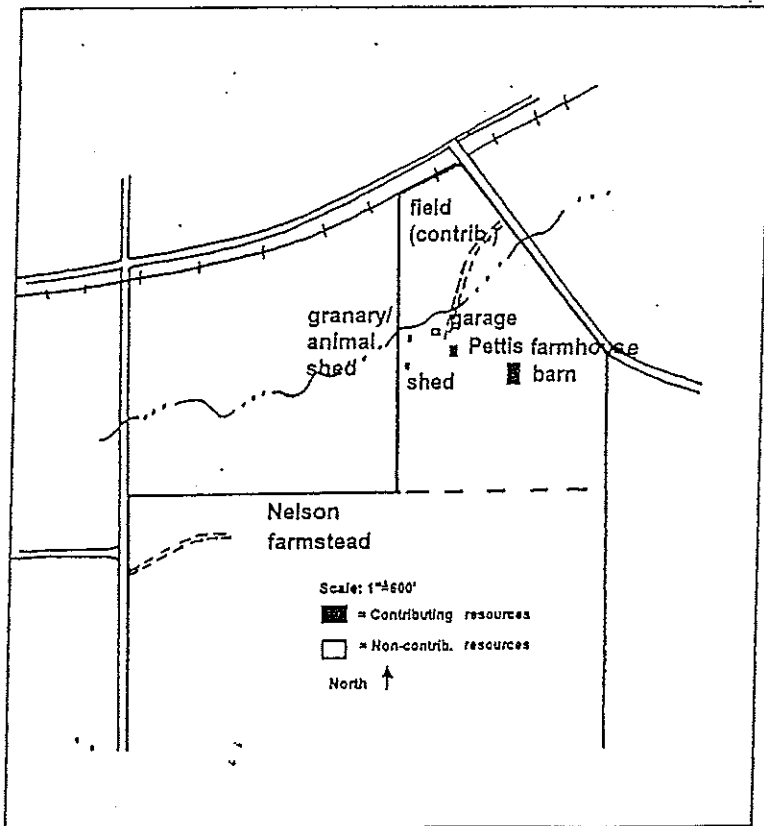 field
(contrib.)
granary/
animal
shed
garage
Pettis farmhouse
shed
barn
Nelson
farmstead
Scale: 1"=600'
= Contributing resources
= Non-contrib. resources
North